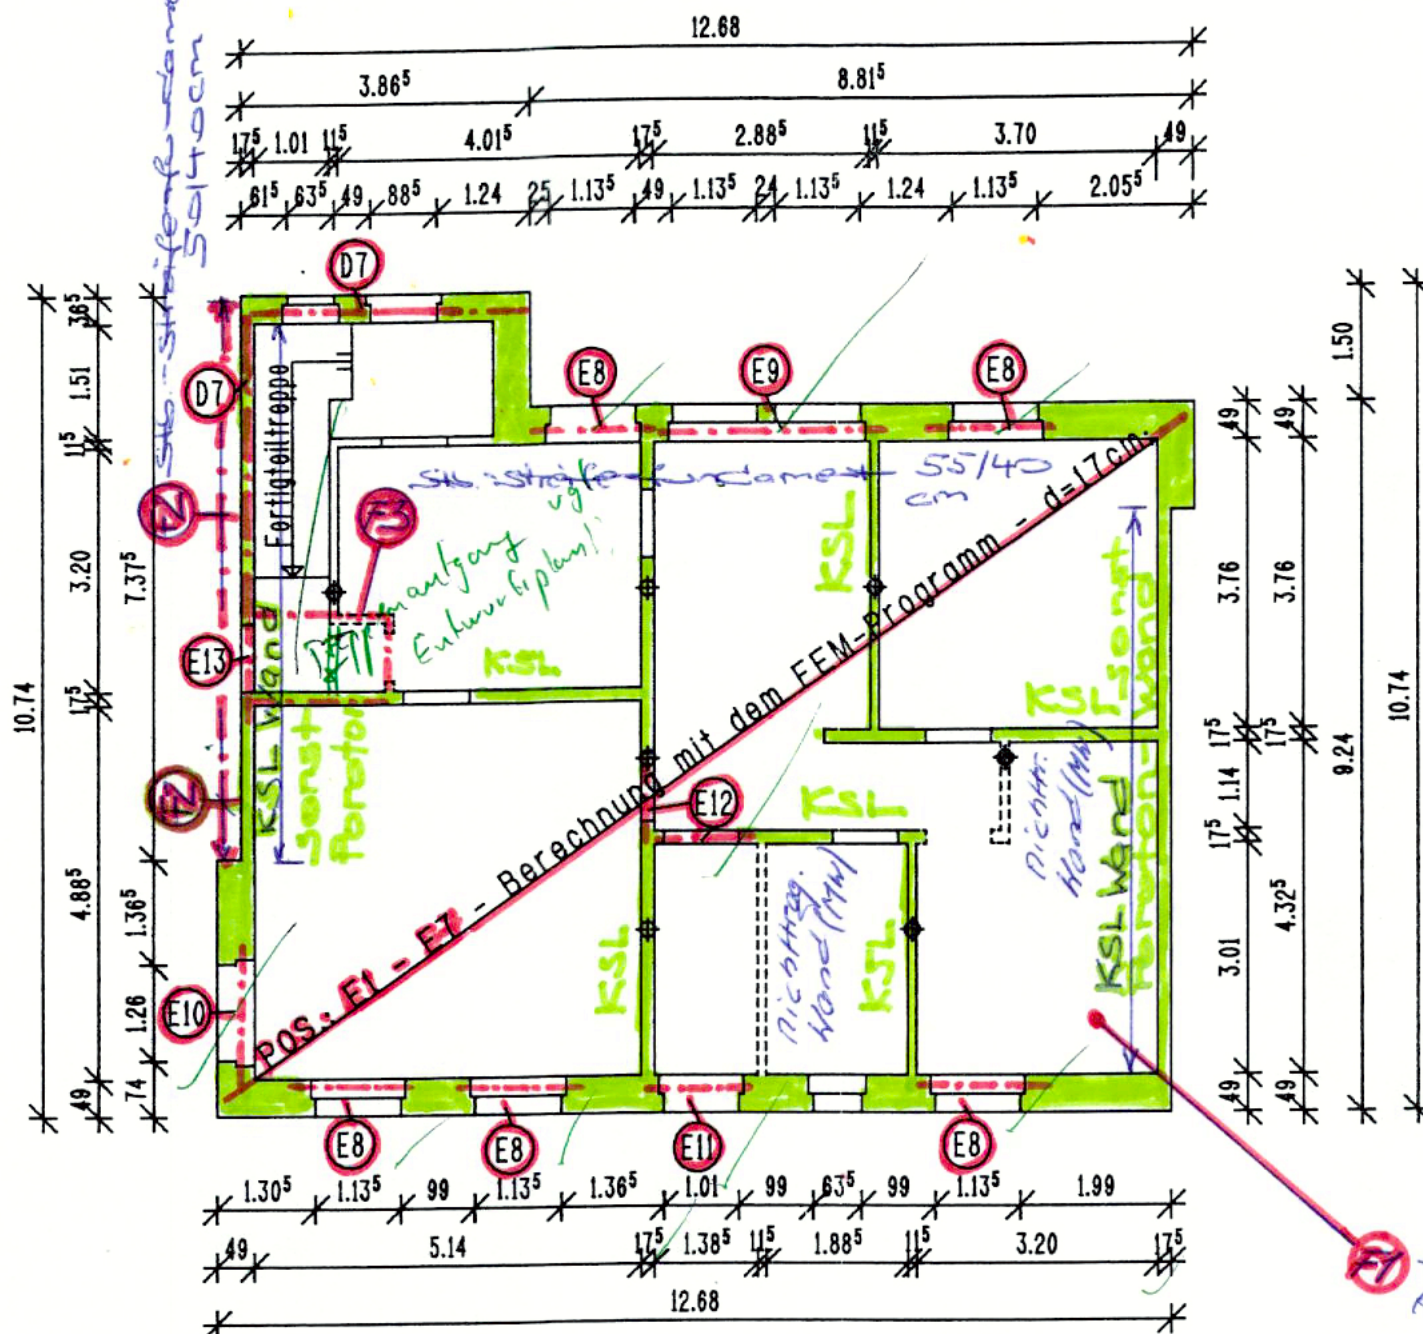 12.68
3.86⁵ 8.81⁵
17⁵ 1.01 11⁵ 4.01⁵ 17⁵ 2.88⁵ 11⁵ 3.70 49
61⁵ 63⁵ 49 88⁵ 1.24 25 1.13⁵ 49 1.13⁵ 24 1.13⁵ 1.24 1.13⁵ 2.05⁵
50/40cm
D7
D7
E8
E9
E8
10.74
36⁵ 1.51 11⁵ 3.20 17⁵ 4.88⁵ 49
7.37⁵ 1.36⁵ 1.26 74
Fertigteiltreppe
Stb. Streifenfundament 55/40
cm
FZ
F3
vgl.
Entwurfsplan!
KSL
KSL
E13
KSL Wand
sonst
Poroton
FZ
KSL sonst
KSL Wand
Poroton-
Wand
E12
KSL
nichttr.
Wand (MW)
nichttrag.
Wand (MW)
KSL
KSL
E10
POS.: E1 - E7 - Berechnung mit dem FEM-Programm - d=17cm.
E8
E8
E11
E8
F1
49 3.76 17⁵ 1.14 17⁵ 3.01 49
49 3.76 17⁵ 4.32⁵ 49
1.50 9.24
10.74
1.30⁵ 1.13⁵ 99 1.13⁵ 1.36⁵ 1.01 99 63⁵ 99 1.13⁵ 1.99
49 5.14 17⁵ 1.38⁵ 11⁵ 1.88⁵ 11⁵ 3.20 17⁵
12.68